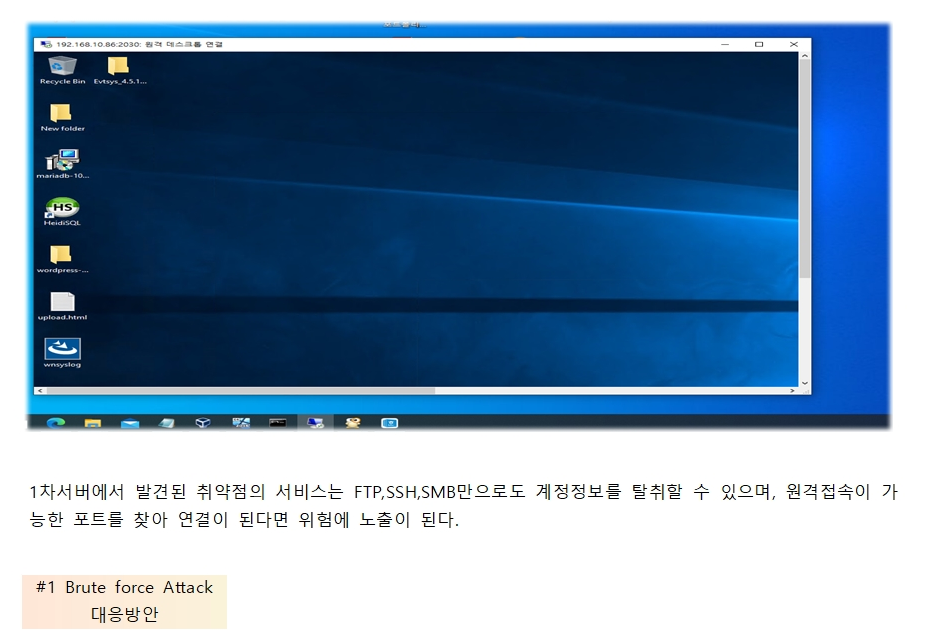 192.168.10.86:2030: 원격 데스크톱 연결
Recycle Bin Evtsys_4.5.1...
New folder
mariadb-10...
HS
HeidiSQL
wordpress-...
upload.html
wnsyslog
1차서버에서 발견된 취약점의 서비스는 FTP,SSH,SMB만으로도 계정정보를 탈취할 수 있으며, 원격접속이 가
능한 포트를 찾아 연결이 된다면 위험에 노출이 된다.
#1 Brute force Attack
대응방안